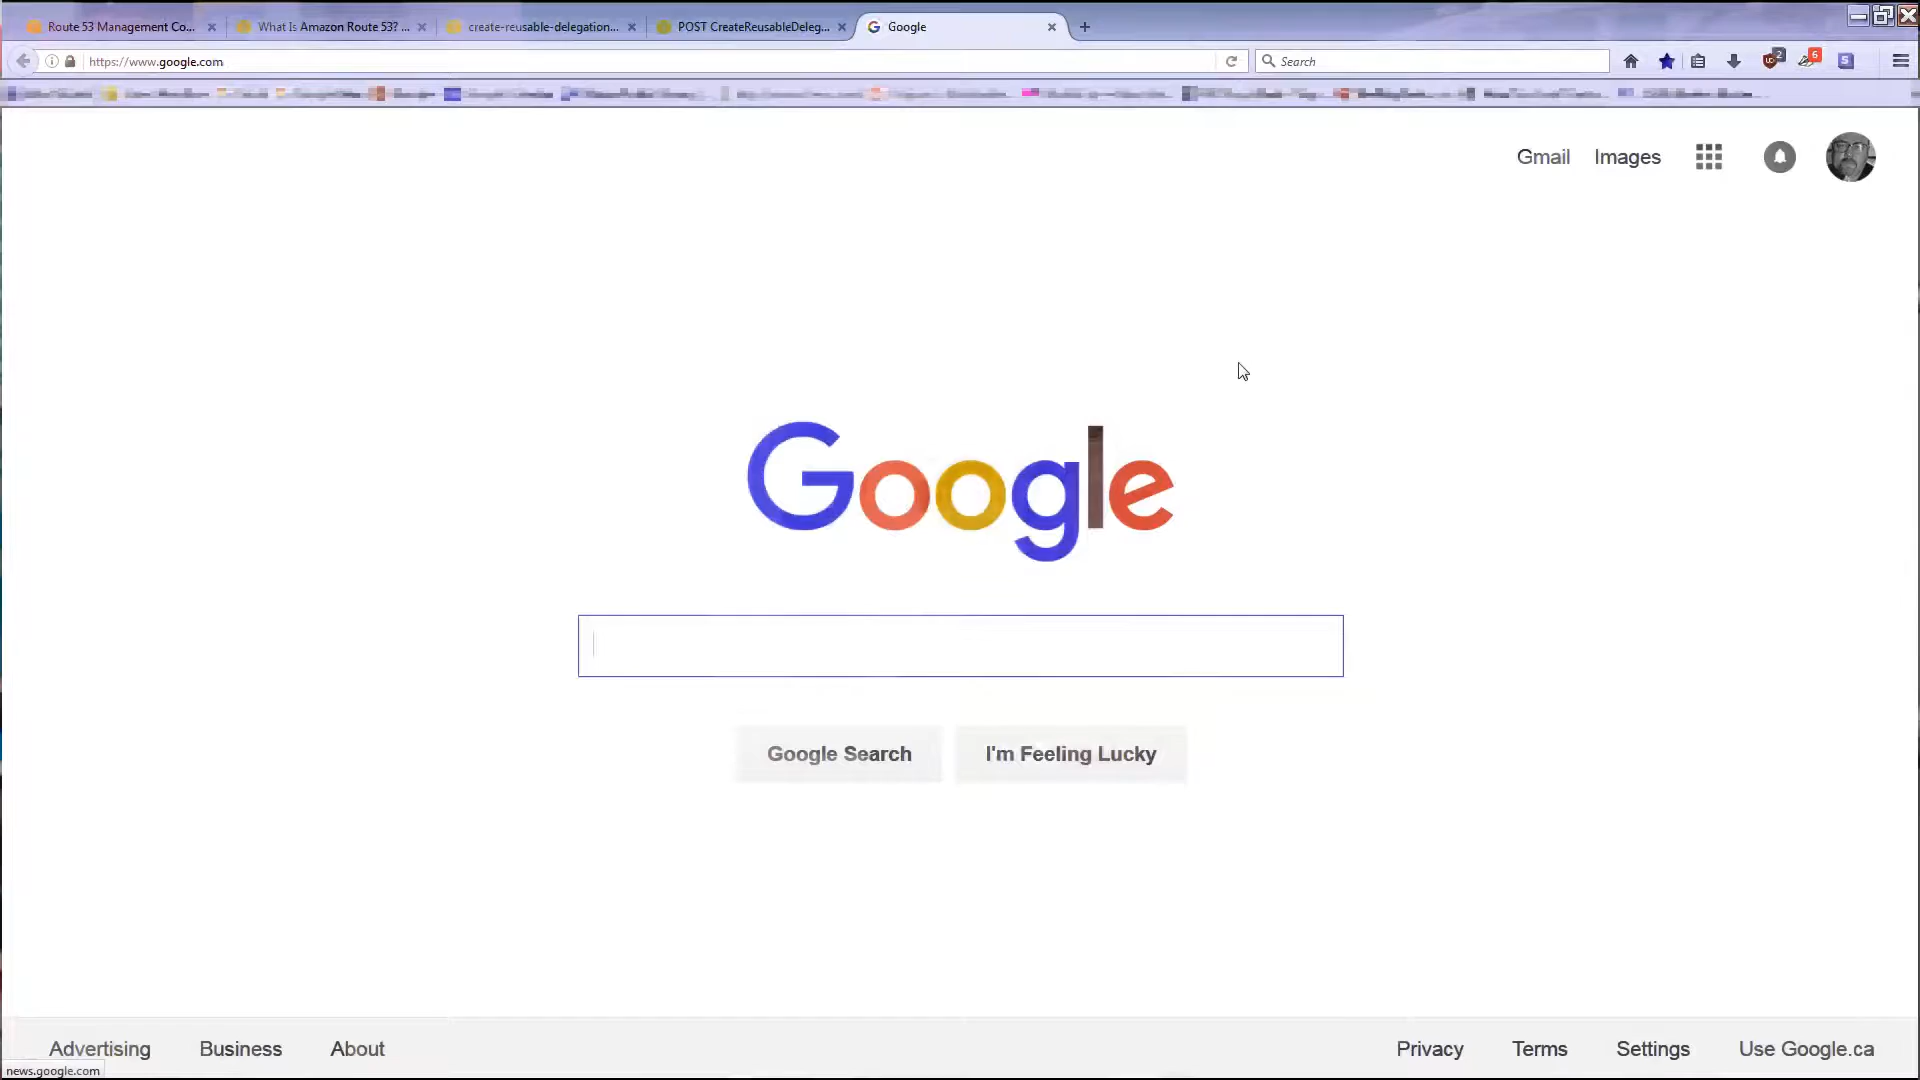 Route 53 Management Co...
What Is Amazon Route 53? ...
create-reusable-delegation...
POST CreateReusableDeleg...
Google
https://www.google.com
Search
2
6
S
Gmail
Images
Google
Google Search
I'm Feeling Lucky
Advertising
Business
About
Privacy
Terms
Settings
Use Google.ca
news.google.com